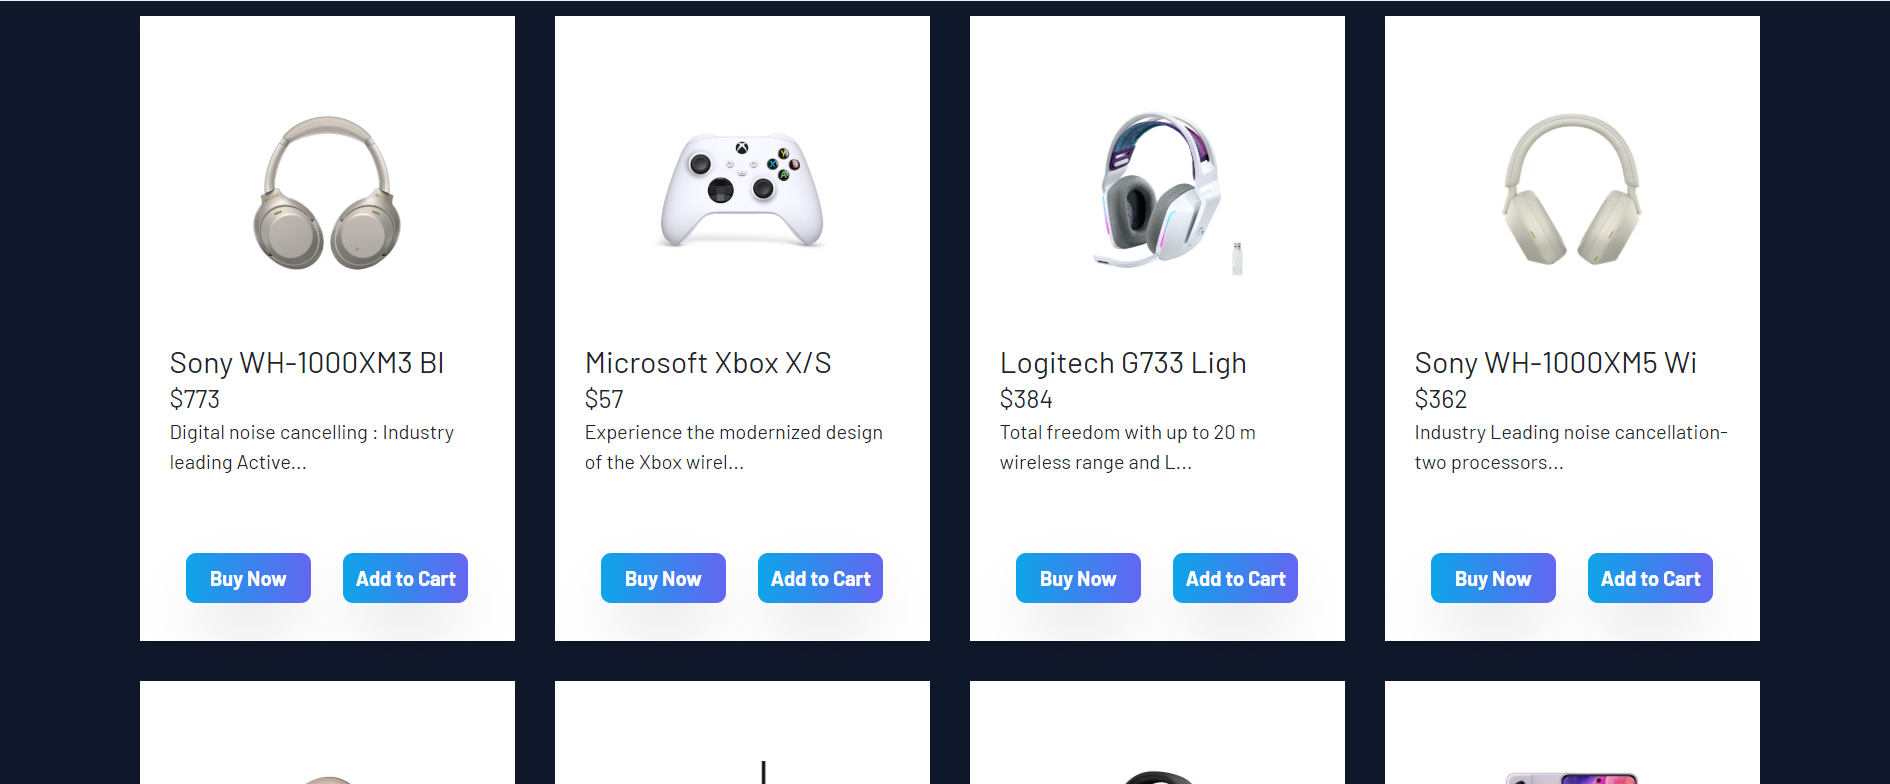 Sony WH-1000XM3 Bl
$773
Digital noise cancelling : Industry
leading Active...
Buy Now
Add to Cart
Microsoft Xbox X/S
$57
Experience the modernized design
of the Xbox wirel...
Buy Now
Add to Cart
Logitech G733 Ligh
$384
Total freedom with up to 20 m
wireless range and L...
Buy Now
Add to Cart
Sony WH-1000XM5 Wi
$362
Industry Leading noise cancellation-
two processors...
Buy Now
Add to Cart